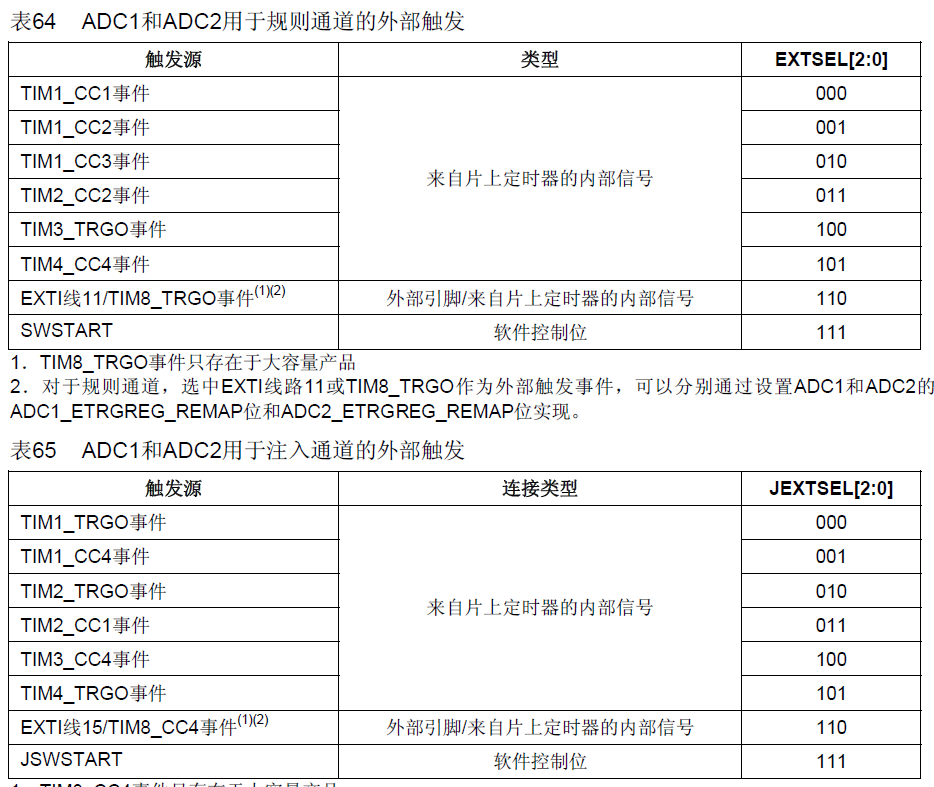 表64 ADC1和ADC2用于规则通道的外部触发
触发源 类型 EXTSEL[2:0]
TIM1_CC1事件 000
TIM1_CC2事件 001
TIM1_CC3事件 010
来自片上定时器的内部信号
TIM2_CC2事件 011
TIM3_TRGO事件 100
TIM4_CC4事件 101
EXTI线11/TIM8_TRGO事件(1)(2) 外部引脚/来自片上定时器的内部信号 110
SWSTART 软件控制位 111
1．TIM8_TRGO事件只存在于大容量产品
2．对于规则通道，选中EXTI线路11或TIM8_TRGO作为外部触发事件，可以分别通过设置ADC1和ADC2的
ADC1_ETRGREG_REMAP位和ADC2_ETRGREG_REMAP位实现。
表65 ADC1和ADC2用于注入通道的外部触发
触发源 连接类型 JEXTSEL[2:0]
TIM1_TRGO事件 000
TIM1_CC4事件 001
TIM2_TRGO事件 010
来自片上定时器的内部信号
TIM2_CC1事件 011
TIM3_CC4事件 100
TIM4_TRGO事件 101
EXTI线15/TIM8_CC4事件(1)(2) 外部引脚/来自片上定时器的内部信号 110
JSWSTART 软件控制位 111